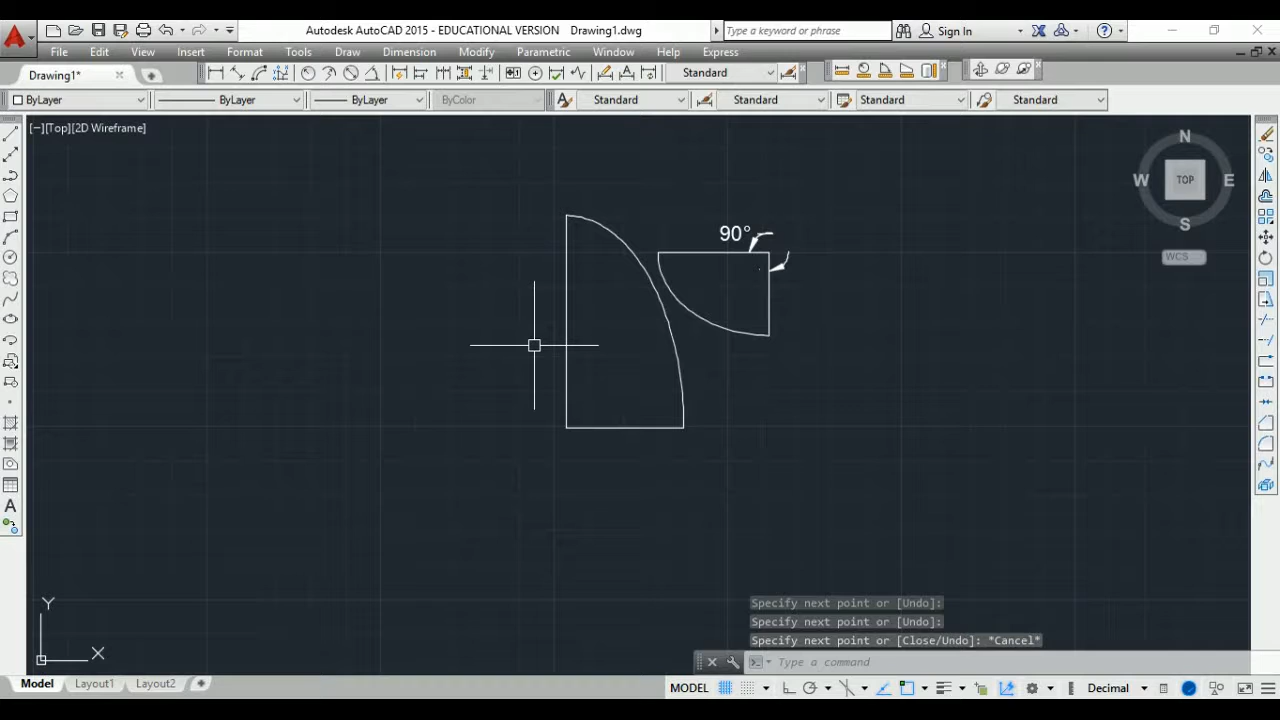 Autodesk AutoCAD 2015 - EDUCATIONAL VERSION Drawing1.dwg
Type a keyword or phrase
Sign In
File Edit View Insert Format Tools Draw Dimension Modify Parametric Window Help Express
Drawing1*
Standard
ByLayer ByLayer ByLayer ByColor Standard Standard Standard Standard
[−][Top][2D Wireframe]
N
W TOP E
S
WCS
90°
Y
X
Specify next point or [Undo]:
Specify next point or [Undo]:
Specify next point or [Close/Undo]: *Cancel*
Type a command
Model Layout1 Layout2
MODEL
Decimal